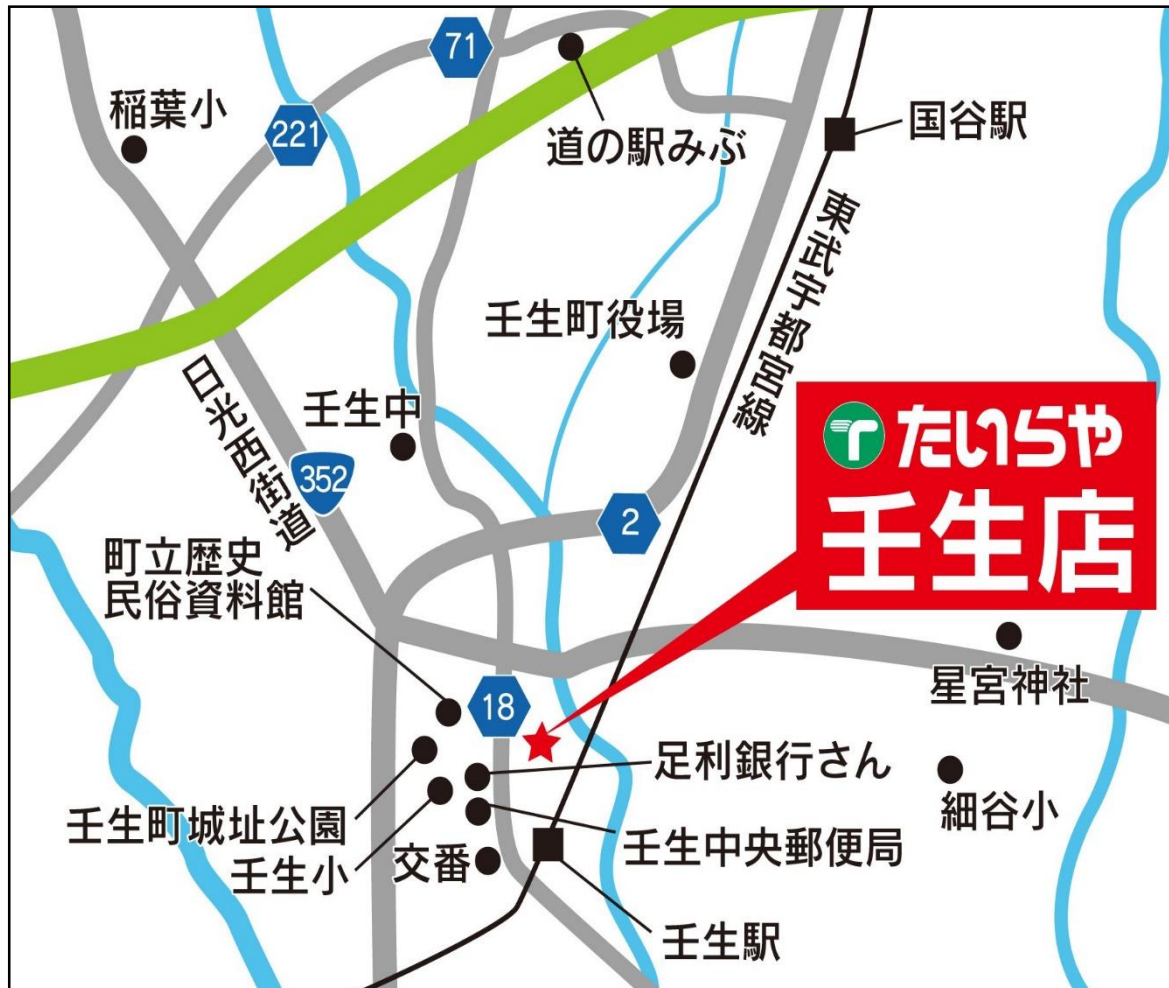 71
稲葉小
221
道の駅みぶ
国谷駅
東武宇都宮線
壬生町役場
日光西街道
壬生中
352
2
たいらや
壬生店
町立歴史
民俗資料館
星宮神社
18
足利銀行さん
細谷小
壬生町城址公園
壬生小
交番
壬生中央郵便局
壬生駅